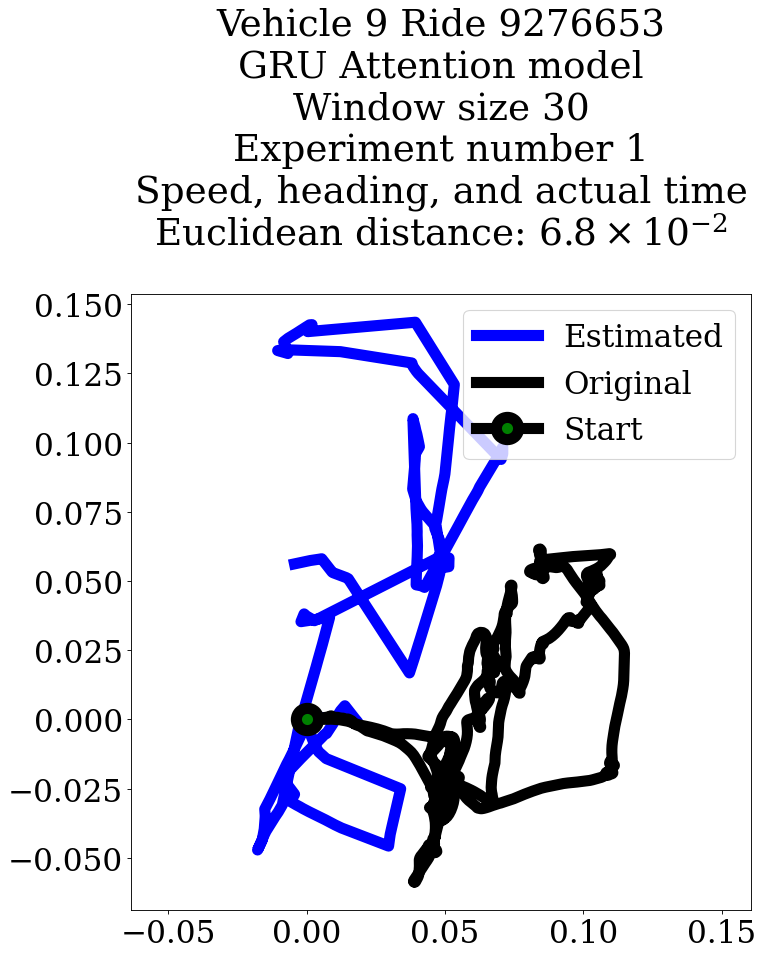 Vehicle 9 Ride 9276653
GRU Attention model
Window size 30
Experiment number 1
Speed, heading, and actual time
Euclidean distance: 6.8 × 10⁻²
0.150
0.125
0.100
0.075
0.050
0.025
0.000
−0.025
−0.050
Estimated
Original
Start
−0.05 0.00 0.05 0.10 0.15